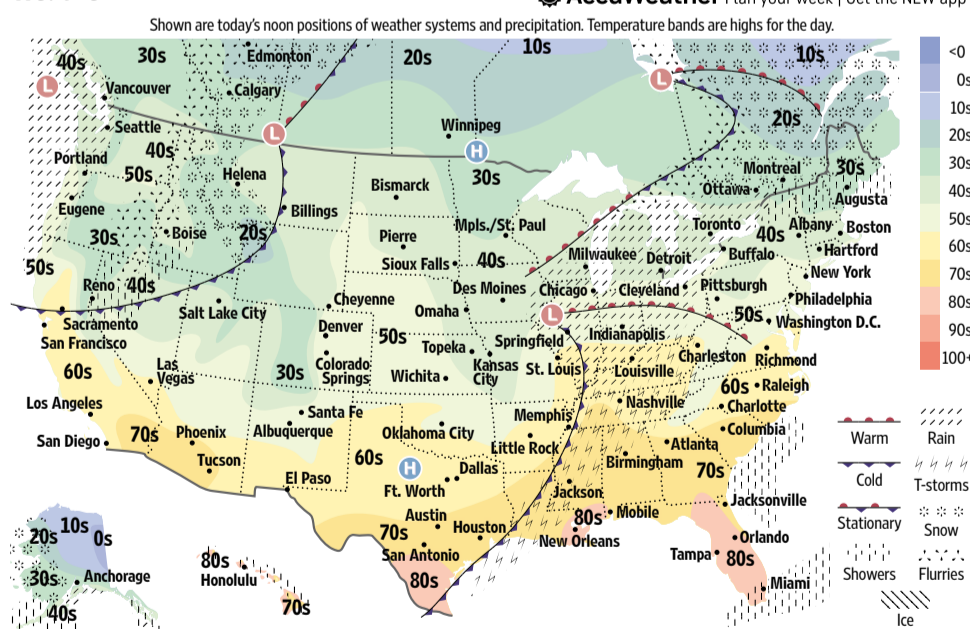 AccuWeather Plan your week | Get the NEW app
Shown are today's noon positions of weather systems and precipitation. Temperature bands are highs for the day.
40s
30s
Edmonton
20s
10s
10s
<0
L
Vancouver
Calgary
L
0s
Seattle
L
Winnipeg
20s
10s
Portland
40s
H
Montreal
30s
20s
50s
Helena
Bismarck
30s
Ottawa
Augusta
30s
Eugene
Billings
40s
30s
Boise
20s
Pierre
Mpls./St. Paul
Toronto
40s
Albany
Boston
50s
50s
Sioux Falls
40s
Milwaukee
Detroit
Buffalo
Hartford
60s
Reno
40s
Des Moines
Chicago
Cleveland
Pittsburgh
New York
70s
Sacramento
Salt Lake City
Cheyenne
Omaha
L
50s
Philadelphia
80s
San Francisco
Denver
50s
Topeka
Springfield
Indianapolis
Washington D.C.
90s
60s
Las
Vegas
30s
Colorado
Springs
Wichita
Kansas
City
St. Louis
Louisville
Charleston
Richmond
100+
Los Angeles
Santa Fe
Nashville
60s
Raleigh
San Diego
70s
Phoenix
Albuquerque
Oklahoma City
Memphis
Charlotte
Tucson
60s
Little Rock
Atlanta
Columbia
Warm
Rain
El Paso
H
Dallas
Birmingham
70s
Ft. Worth
Jackson
Cold
T-storms
Austin
80s
Mobile
Jacksonville
10s
20s
0s
70s
Houston
New Orleans
Orlando
Stationary
Snow
80s
San Antonio
Tampa
80s
30s
Anchorage
Honolulu
80s
Miami
Showers
Flurries
40s
70s
Ice